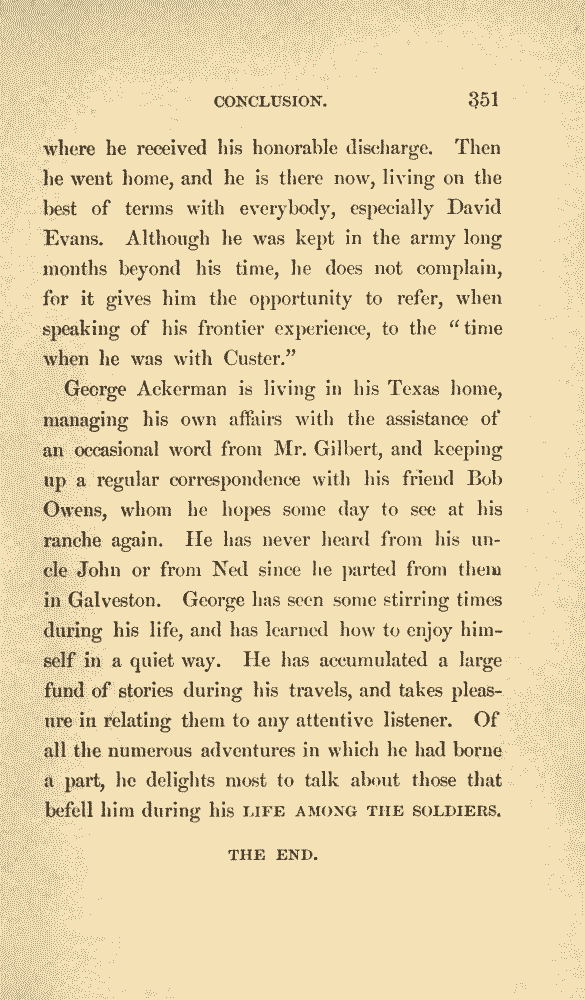 CONCLUSION. 351
where he received his honorable discharge. Then
he went home, and he is there now, living on the
best of terms with everybody, especially David
Evans. Although he was kept in the army long
months beyond his time, he does not complain,
for it gives him the opportunity to refer, when
speaking of his frontier experience, to the “time
when he was with Custer.”
George Ackerman is living in his Texas home,
managing his own affairs with the assistance of
an occasional word from Mr. Gilbert, and keeping
up a regular correspondence with his friend Bob
Owens, whom he hopes some day to see at his
ranche again. He has never heard from his un-
cle John or from Ned since he parted from them
in Galveston. George has seen some stirring times
during his life, and has learned how to enjoy him-
self in a quiet way. He has accumulated a large
fund of stories during his travels, and takes pleas-
ure in relating them to any attentive listener. Of
all the numerous adventures in which he had borne
a part, he delights most to talk about those that
befell him during his LIFE AMONG THE SOLDIERS.
THE END.